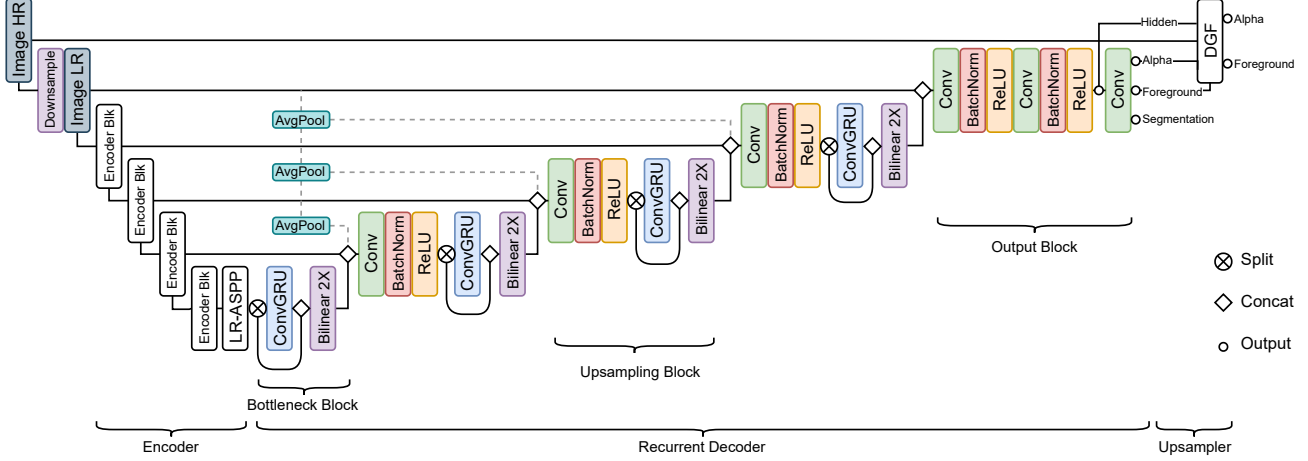 Image HR
Downsample
Image LR
Encoder Blk
Encoder Blk
Encoder Blk
Encoder Blk
LR-ASPP
ConvGRU
Bilinear 2X
AvgPool
AvgPool
AvgPool
Conv
BatchNorm
ReLU
ConvGRU
Bilinear 2X
Conv
BatchNorm
ReLU
ConvGRU
Bilinear 2X
Conv
BatchNorm
ReLU
ConvGRU
Bilinear 2X
Conv
BatchNorm
ReLU
Conv
BatchNorm
ReLU
Conv
Hidden
Alpha
Foreground
Segmentation
DGF
Alpha
Foreground
Output Block
Split
Concat
Output
Upsampling Block
Bottleneck Block
Encoder
Recurrent Decoder
Upsampler